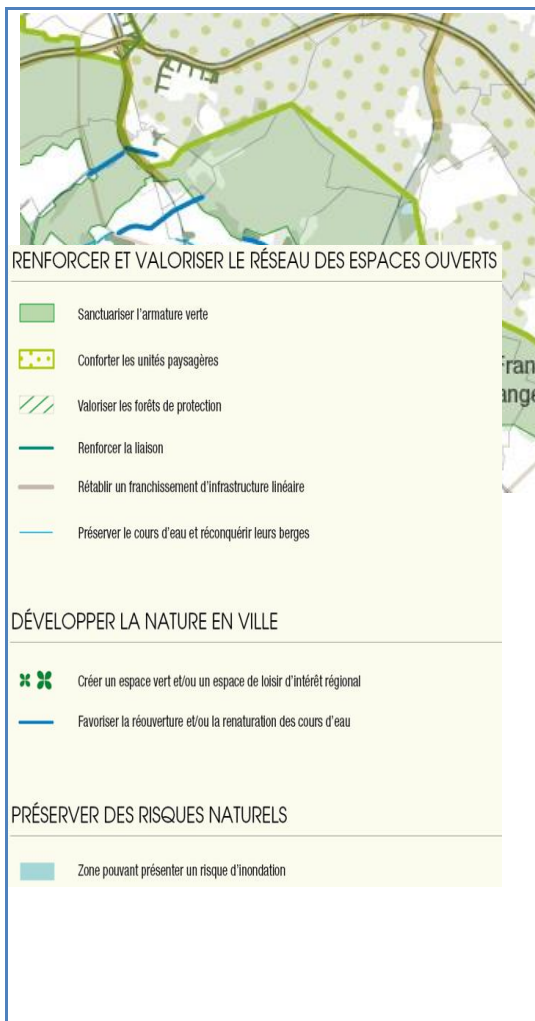 RENFORCER ET VALORISER LE RÉSEAU DES ESPACES OUVERTS
Sanctuariser l'armature verte
Conforter les unités paysagères
Valoriser les forêts de protection
Renforcer la liaison
Rétablir un franchissement d'infrastructure linéaire
Préserver le cours d'eau et réconquérir leurs berges
DÉVELOPPER LA NATURE EN VILLE
Créer un espace vert et/ou un espace de loisir d'intérêt régional
Favoriser la réouverture et/ou la renaturation des cours d'eau
PRÉSERVER DES RISQUES NATURELS
Zone pouvant présenter un risque d'inondation